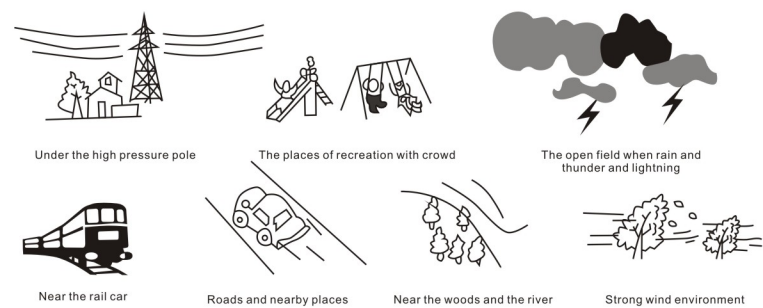 Under the high pressure pole
The places of recreation with crowd
The open field when rain and
thunder and lightning
Near the rail car
Roads and nearby places
Near the woods and the river
Strong wind environment